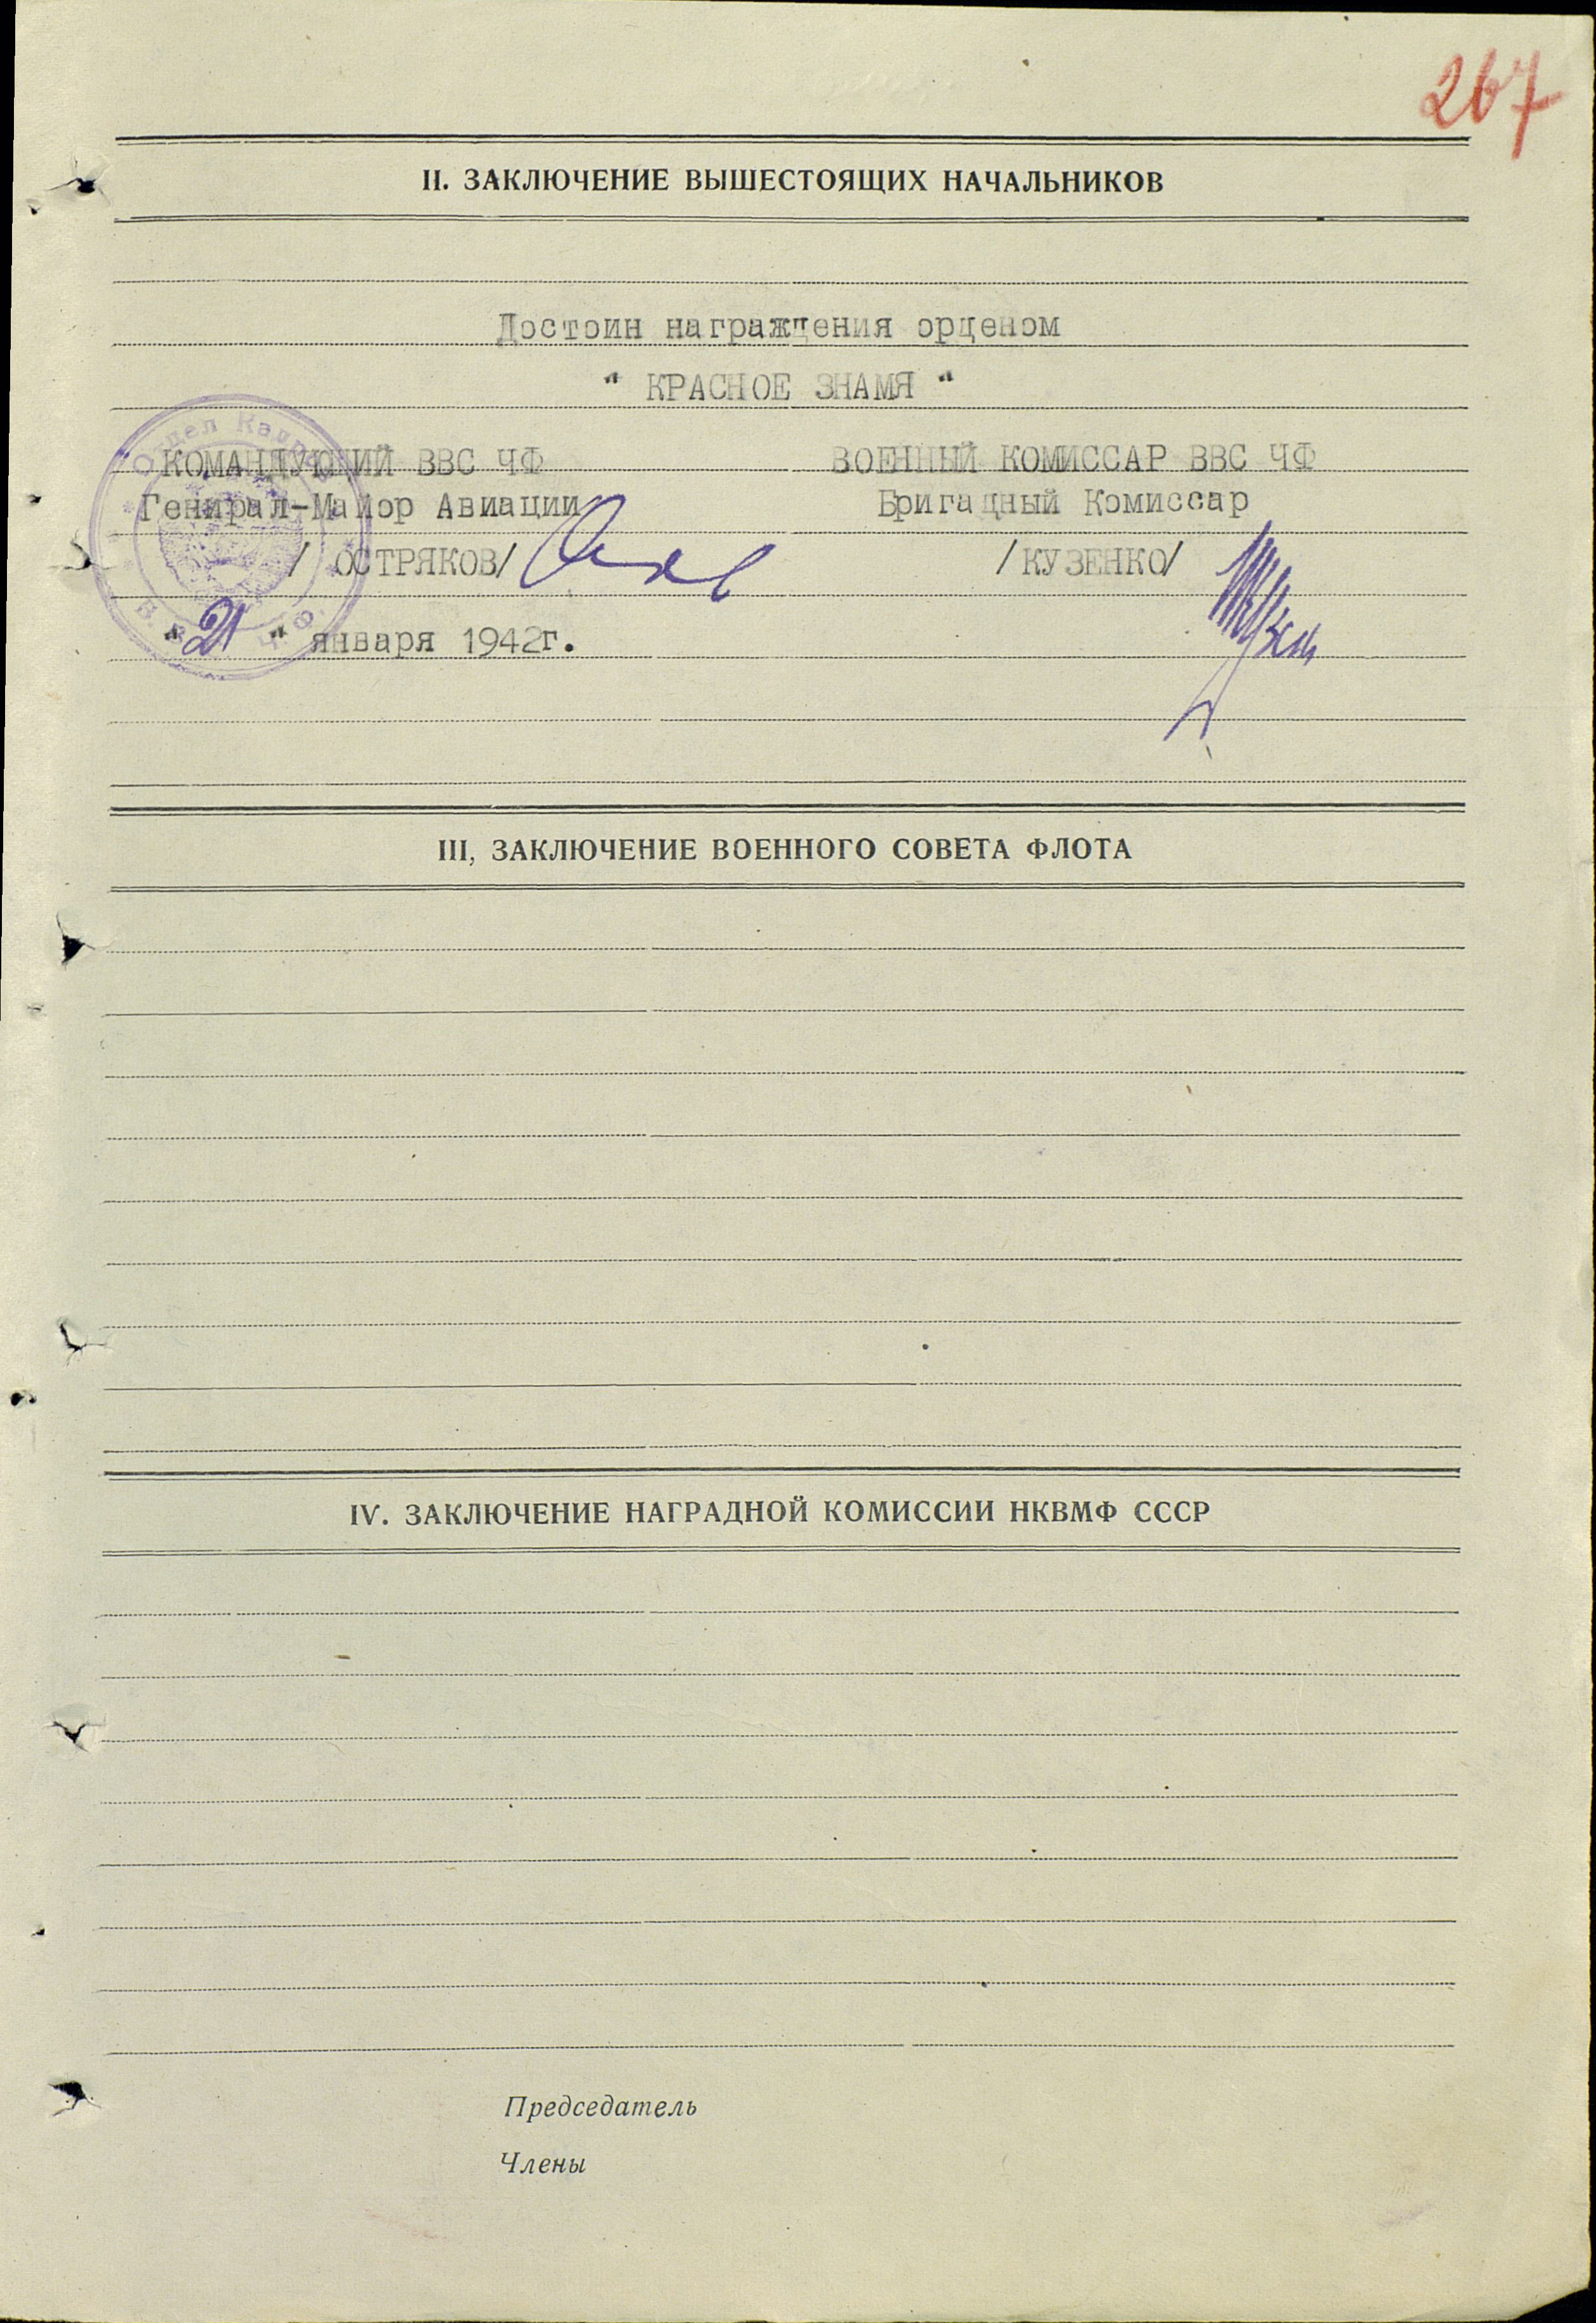 267
II. ЗАКЛЮЧЕНИЕ ВЫШЕСТОЯЩИХ НАЧАЛЬНИКОВ
Достоин награждения орденом
" КРАСНОЕ ЗНАМЯ "
КОМАНДУЮЩИЙ ВВС ЧФ
Генирал-Майор Авиации
/ ОСТРЯКОВ/
"21" января 1942г.
ВОЕННЫЙ КОМИССАР ВВС ЧФ
Бригадный Комиссар
/КУЗЕНКО/
Отдел Кадров
III, ЗАКЛЮЧЕНИЕ ВОЕННОГО СОВЕТА ФЛОТА
IV. ЗАКЛЮЧЕНИЕ НАГРАДНОЙ КОМИССИИ НКВМФ СССР
Председатель
Члены